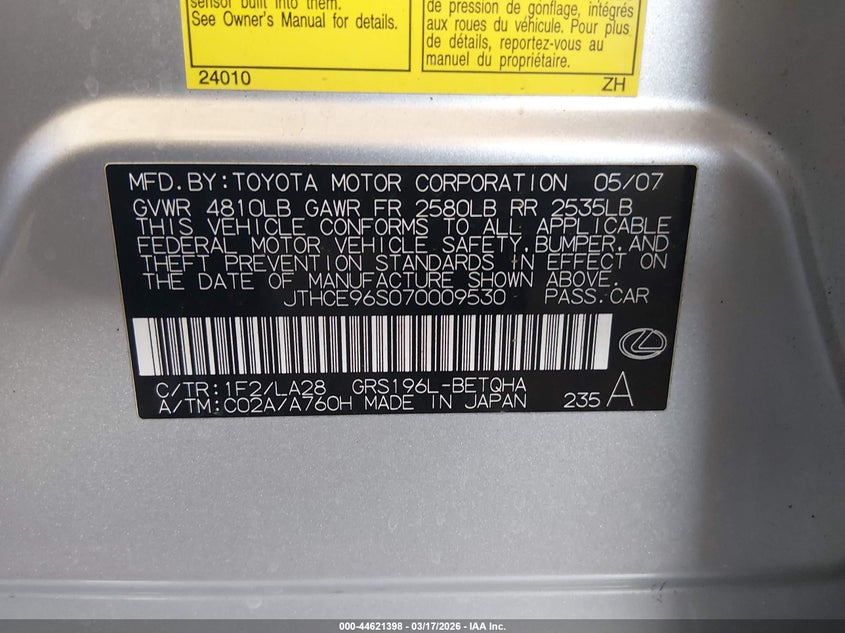 sensor built into them.
See Owner's Manual for details.
24010
de pression de gonflage, intégrés
aux roues du véhicule. Pour plus
de détails, reportez-vous au
manuel du propriétaire.
ZH
MFD.BY:TOYOTA MOTOR CORPORATION 05/07
GVWR 4810LB GAWR FR 2580LB RR 2535LB
THIS VEHICLE CONFORMS TO ALL APPLICABLE
FEDERAL MOTOR VEHICLE SAFETY,BUMPER,AND
THEFT PREVENTION STANDARDS IN EFFECT ON
THE DATE OF MANUFACTURE SHOWN ABOVE.
JTHCE96S070009530 PASS.CAR
C/TR:1F2/LA28 GRS196L-BETQHA
A/TM:C02A/A760H MADE IN JAPAN 235 A
000-44621398 - 03/17/2026 - IAA Inc.